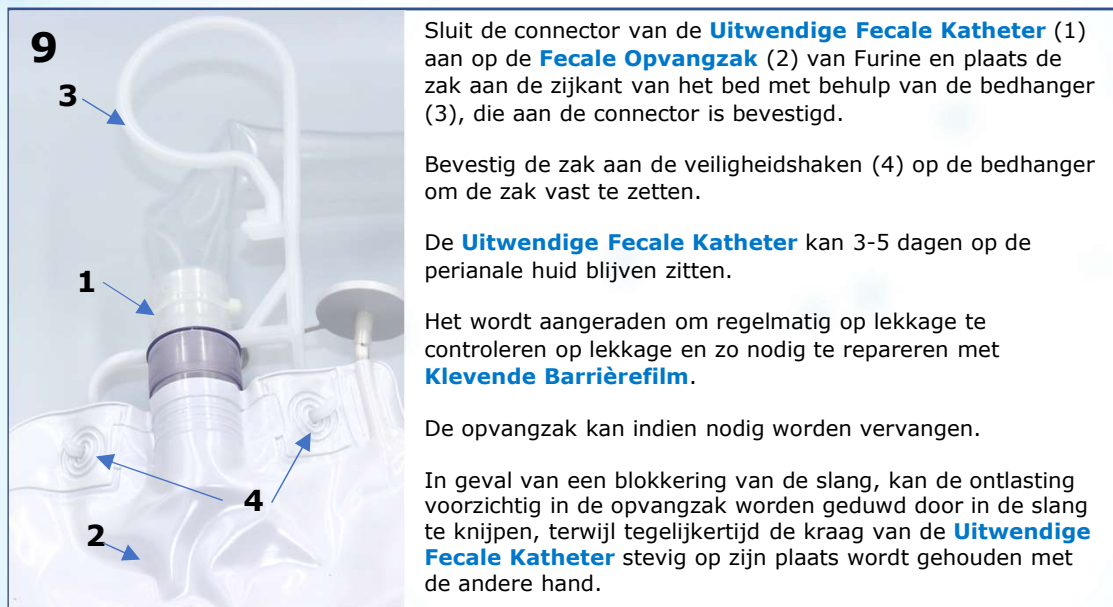 9
3
1
4
2
Sluit de connector van de Uitwendige Fecale Katheter (1)
aan op de Fecale Opvangzak (2) van Furine en plaats de
zak aan de zijkant van het bed met behulp van de bedhanger
(3), die aan de connector is bevestigd.
Bevestig de zak aan de veiligheidshaken (4) op de bedhanger
om de zak vast te zetten.
De Uitwendige Fecale Katheter kan 3-5 dagen op de
perianale huid blijven zitten.
Het wordt aangeraden om regelmatig op lekkage te
controleren op lekkage en zo nodig te repareren met
Klevende Barrièrefilm.
De opvangzak kan indien nodig worden vervangen.
In geval van een blokkering van de slang, kan de ontlasting
voorzichtig in de opvangzak worden geduwd door in de slang
te knijpen, terwijl tegelijkertijd de kraag van de Uitwendige
Fecale Katheter stevig op zijn plaats wordt gehouden met
de andere hand.